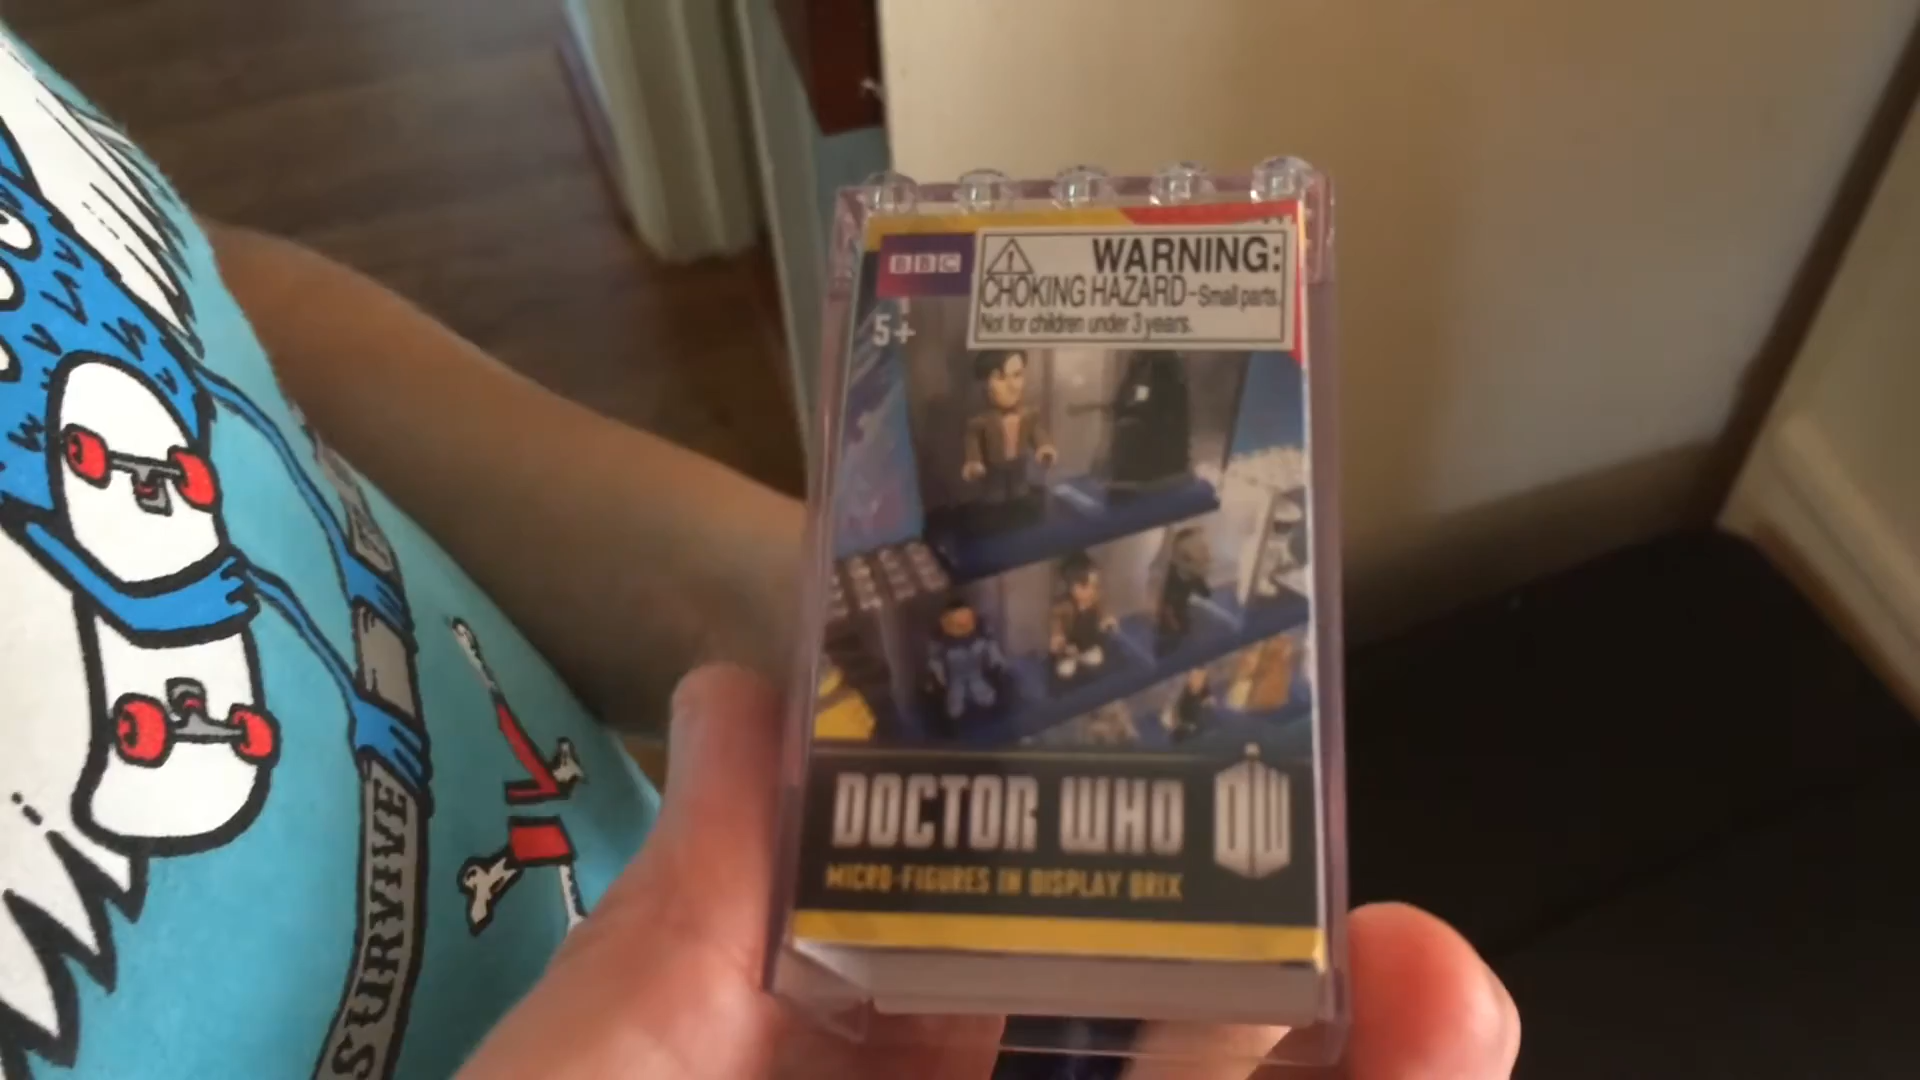 BBC
WARNING:
CHOKING HAZARD-Small parts.
Not for children under 3 years.
5+
DOCTOR WHO
DW
MICRO-FIGURES IN DISPLAY BRIX
SURVIVE